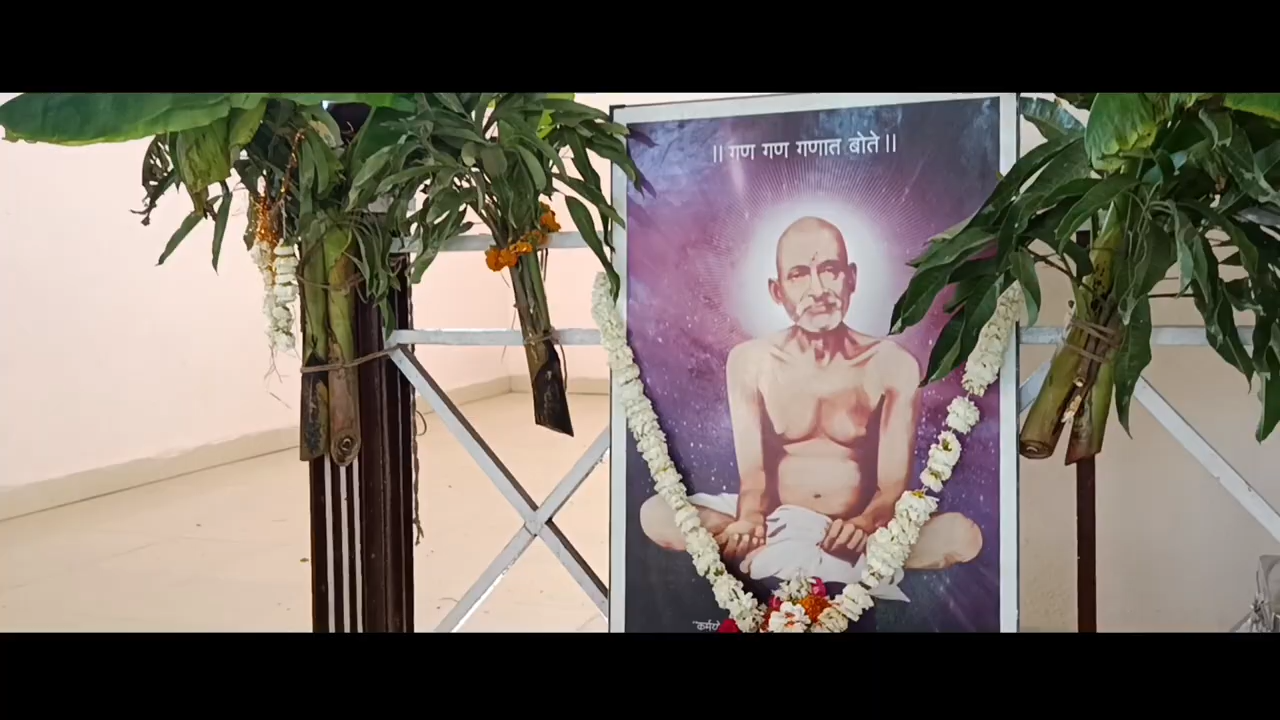 || गण गण गणात बोते ||